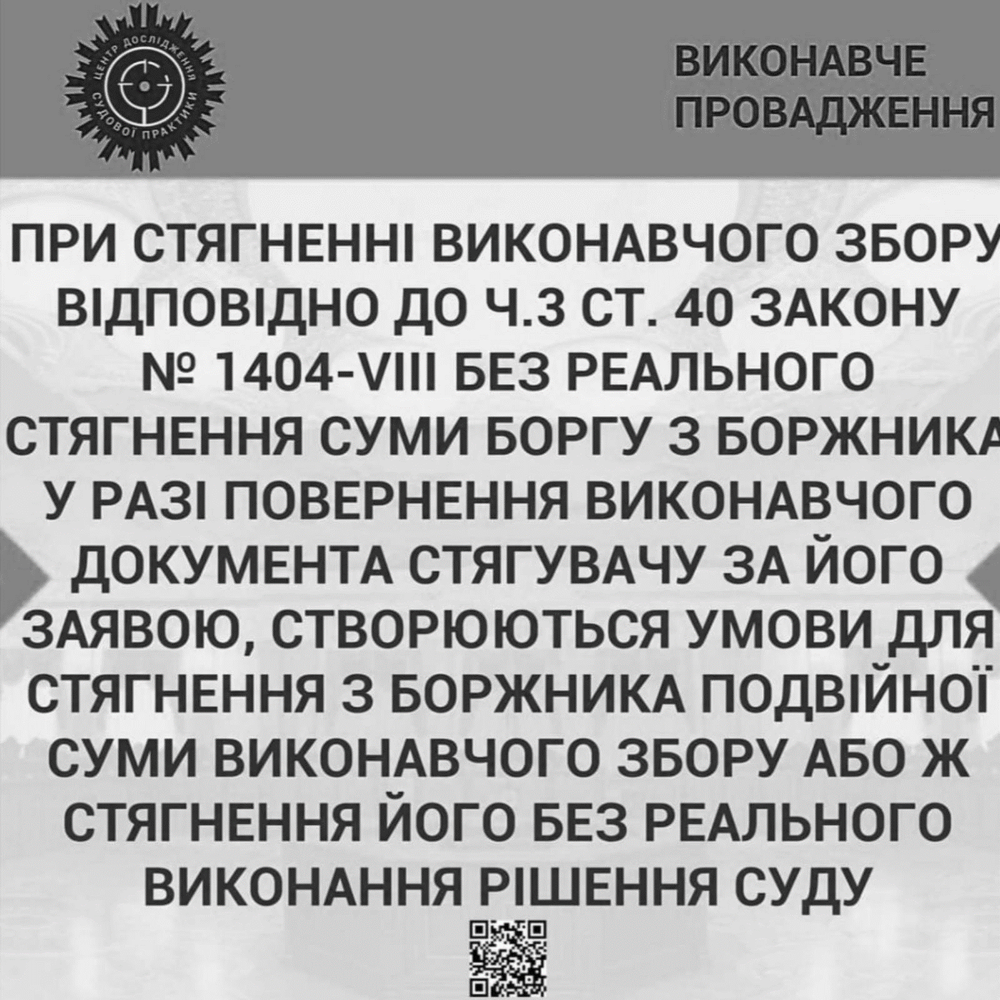 ЦЕНТР ДОСЛІДЖЕННЯ
СУДОВОЇ ПРАКТИКИ
ВИКОНАВЧЕ
ПРОВАДЖЕННЯ
ПРИ СТЯГНЕННІ ВИКОНАВЧОГО ЗБОРУ
ВІДПОВІДНО ДО Ч.3 СТ. 40 ЗАКОНУ
№ 1404-VIII БЕЗ РЕАЛЬНОГО
СТЯГНЕННЯ СУМИ БОРГУ З БОРЖНИКА
У РАЗІ ПОВЕРНЕННЯ ВИКОНАВЧОГО
ДОКУМЕНТА СТЯГУВАЧУ ЗА ЙОГО
ЗАЯВОЮ, СТВОРЮЮТЬСЯ УМОВИ ДЛЯ
СТЯГНЕННЯ З БОРЖНИКА ПОДВІЙНОЇ
СУМИ ВИКОНАВЧОГО ЗБОРУ АБО Ж
СТЯГНЕННЯ ЙОГО БЕЗ РЕАЛЬНОГО
ВИКОНАННЯ РІШЕННЯ СУДУ